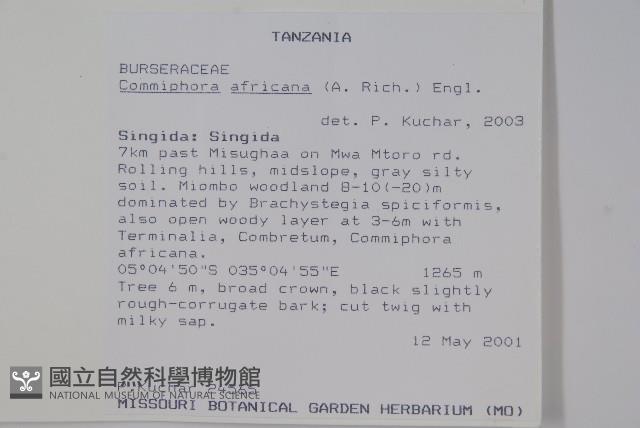 TANZANIA
BURSERACEAE
Commiphora africana (A. Rich.) Engl.
det. P. Kuchar, 2003
Singida: Singida
7km past Misughaa on Mwa Mtoro rd.
Rolling hills, midslope, gray silty
soil. Miombo woodland 8-10(-20)m
dominated by Brachystegia spiciformis,
also open woody layer at 3-6m with
Terminalia, Combretum, Commiphora
africana.
05°04'50"S 035°04'55"E 1265 m
Tree 6 m, broad crown, black slightly
rough-corrugate bark; cut twig with
milky sap.
12 May 2001
國立自然科學博物館
P. Kuchar
NATIONAL MUSEUM OF NATURAL SCIENCE
MISSOURI BOTANICAL GARDEN HERBARIUM (MO)